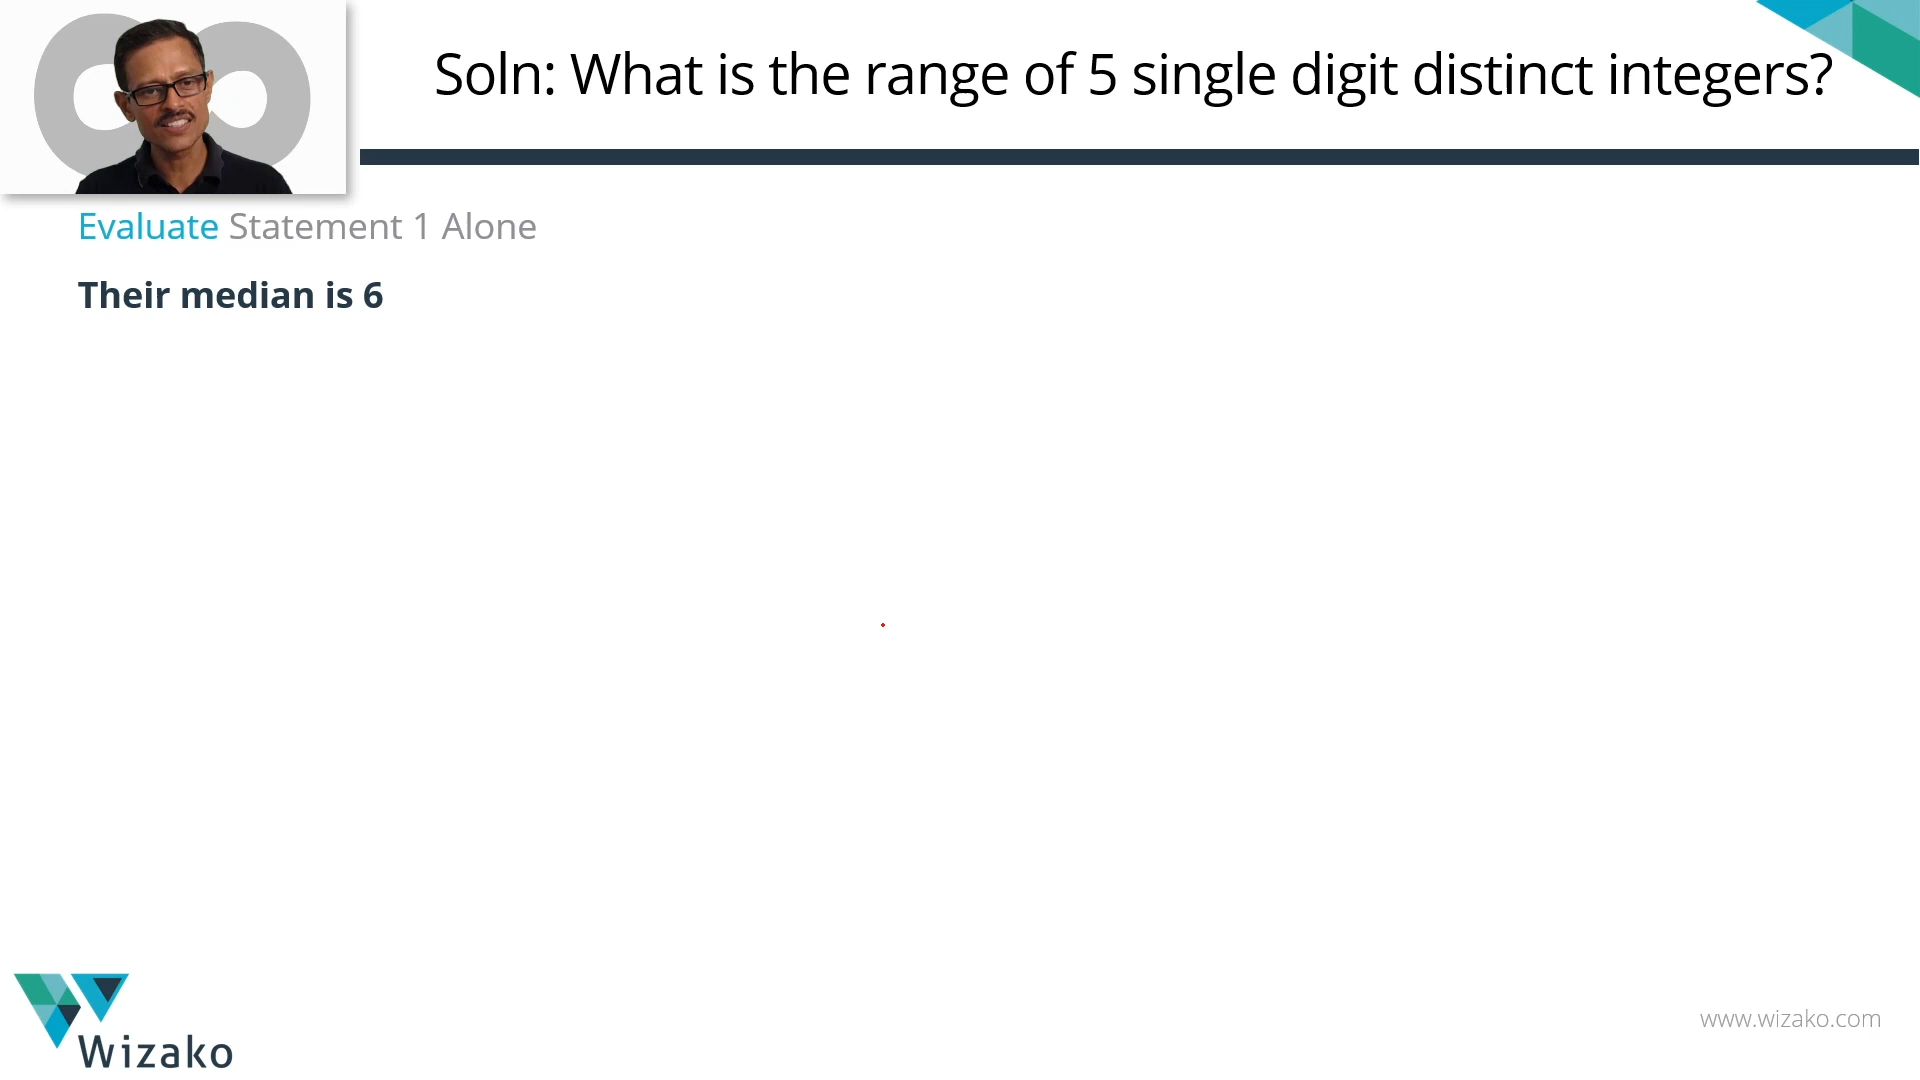 Soln: What is the range of 5 single digit distinct integers?
Evaluate Statement 1 Alone
Their median is 6
Wizako
www.wizako.com